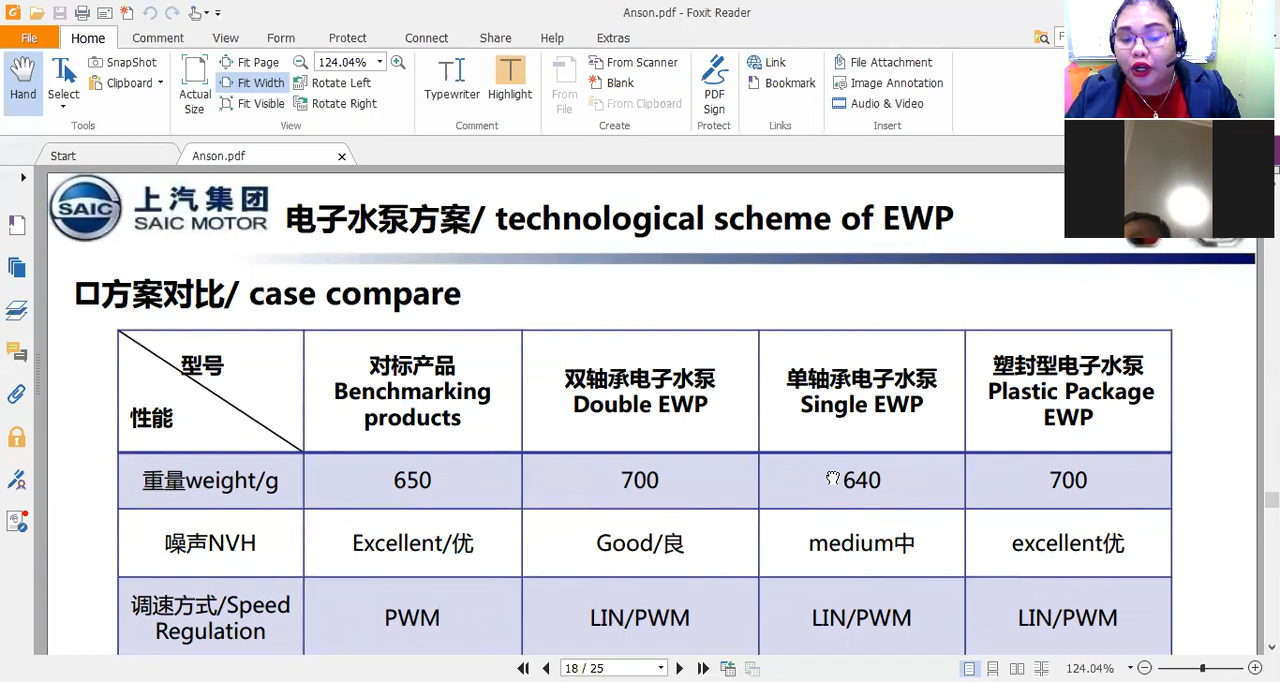 Anson.pdf - Foxit Reader
File
Home
Comment
View
Form
Protect
Connect
Share
Help
Extras
Hand
Select
SnapShot
Clipboard
Tools
Actual
Size
Fit Page
Fit Width
Fit Visible
124.04%
Rotate Left
Rotate Right
View
Typewriter
Highlight
Comment
From
File
From Scanner
Blank
From Clipboard
Create
PDF
Sign
Protect
Link
Bookmark
Links
File Attachment
Image Annotation
Audio & Video
Insert
Start
Anson.pdf
SAIC
上汽集团
SAIC MOTOR
电子水泵方案/ technological scheme of EWP
口方案对比/ case compare
型号
性能
对标产品
Benchmarking
products
双轴承电子水泵
Double EWP
单轴承电子水泵
Single EWP
塑封型电子水泵
Plastic Package
EWP
重量weight/g
650
700
640
700
噪声NVH
Excellent/优
Good/良
medium中
excellent优
调速方式/Speed
Regulation
PWM
LIN/PWM
LIN/PWM
LIN/PWM
18 / 25
124.04%